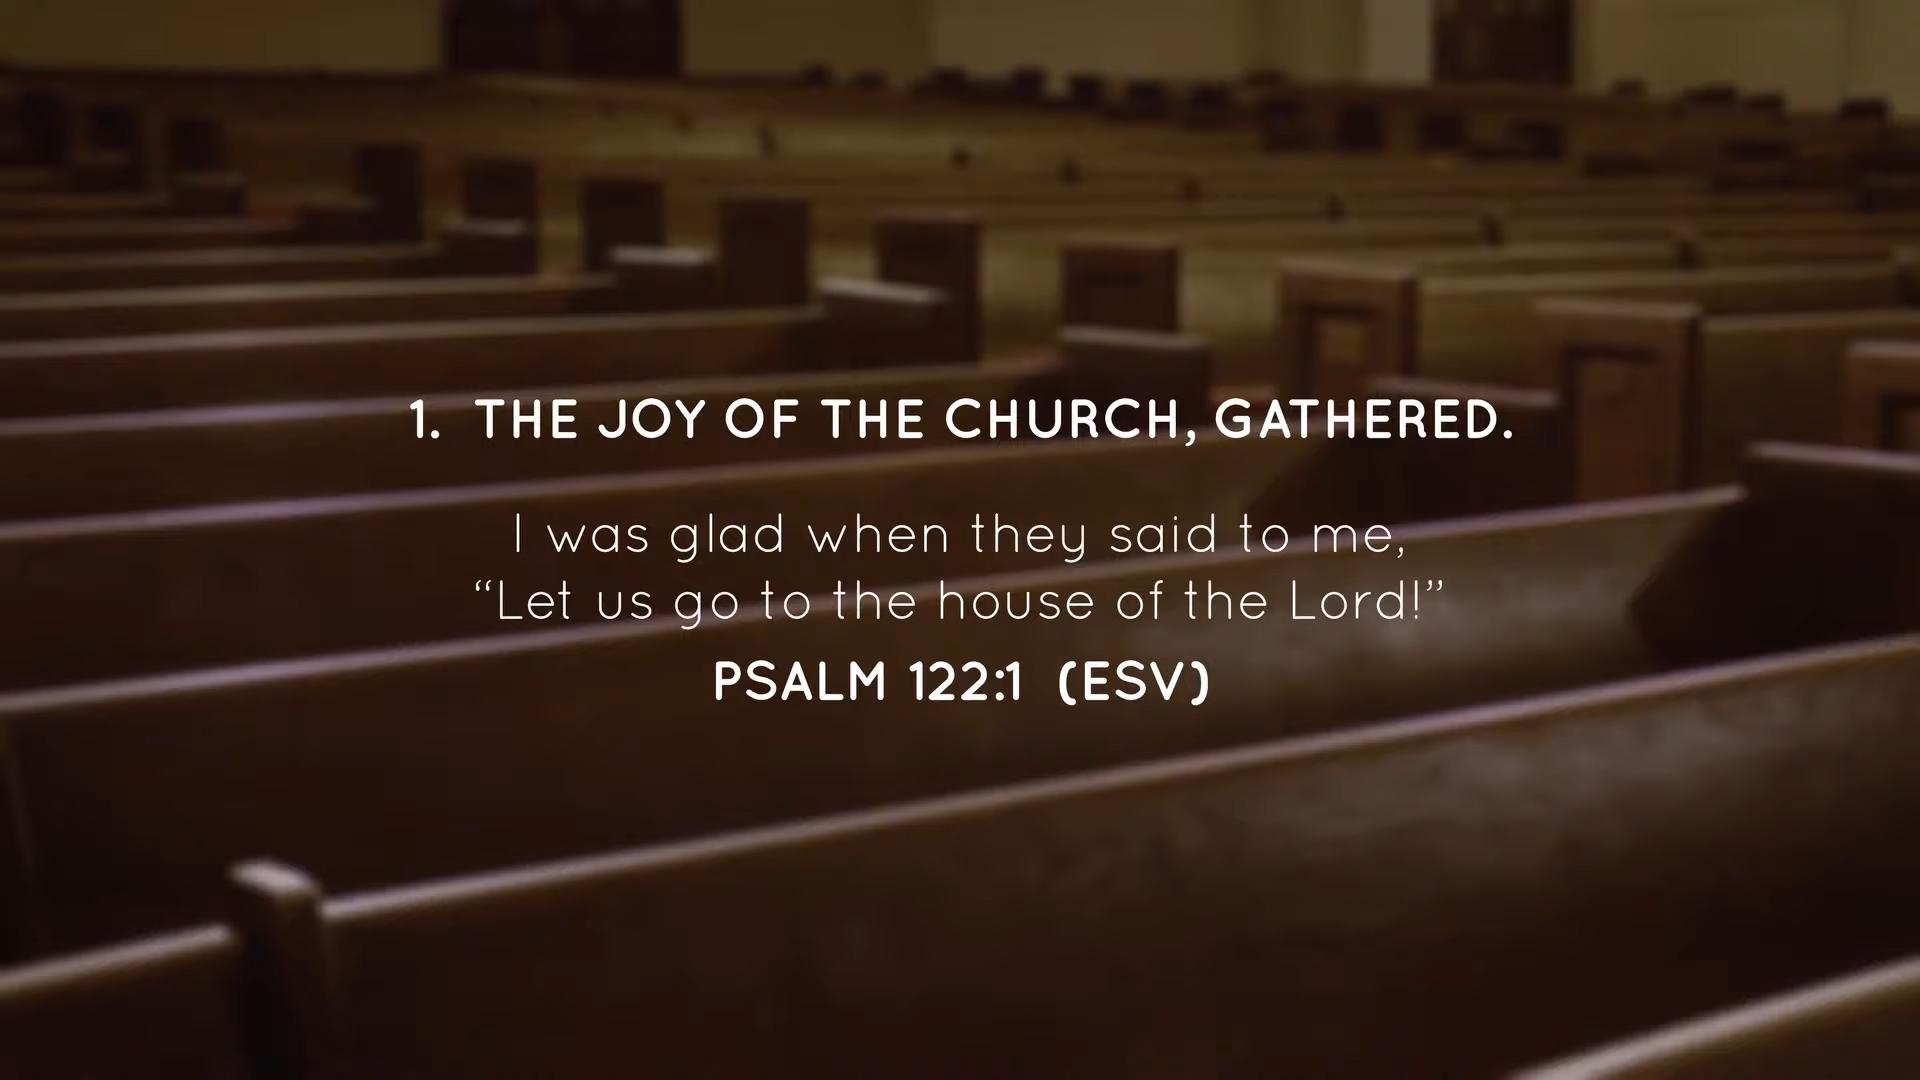 1. THE JOY OF THE CHURCH, GATHERED.
I was glad when they said to me,
“Let us go to the house of the Lord!”
PSALM 122:1 (ESV)